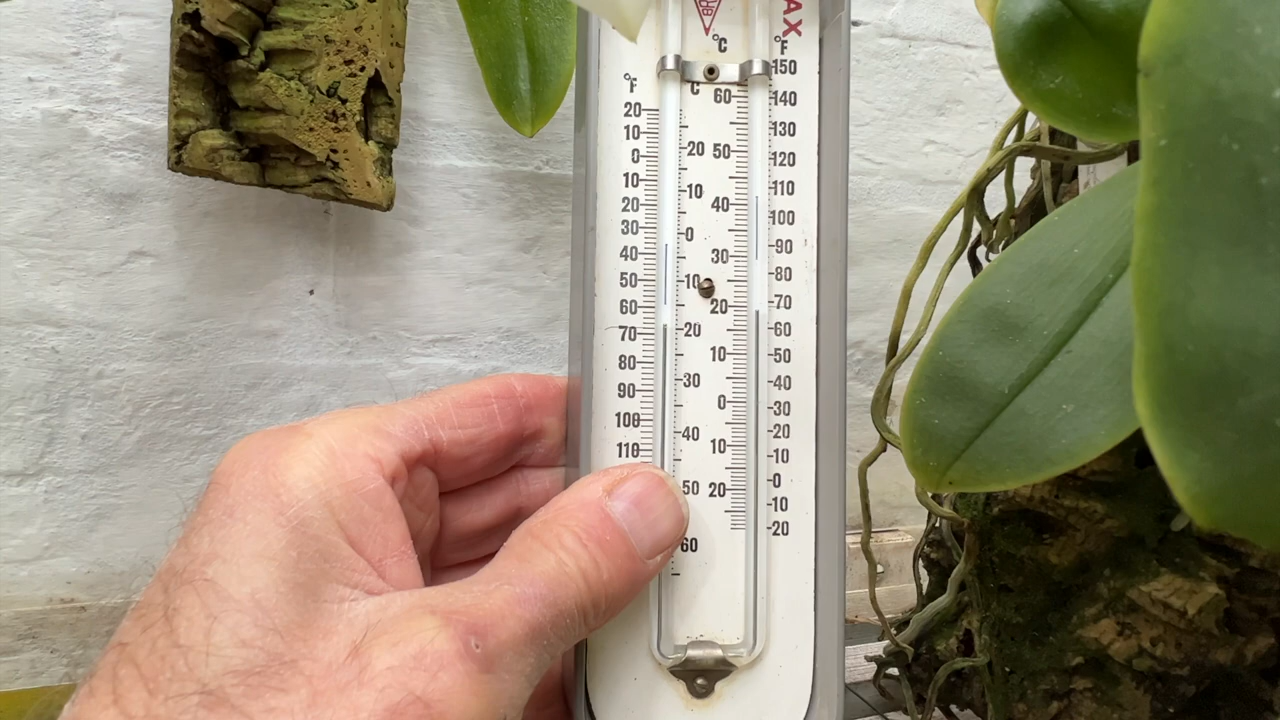 BR AX
°C °F
150
°F C 60 140
20
10 130
0 20 50 120
10 10 110
20 40 100
30 0 90
40 30 80
50 10
60 20 70
70 20 60
80 10 50
90 30 40
100 0 30
110 40 10 20
10
50 20 0
10
60 20